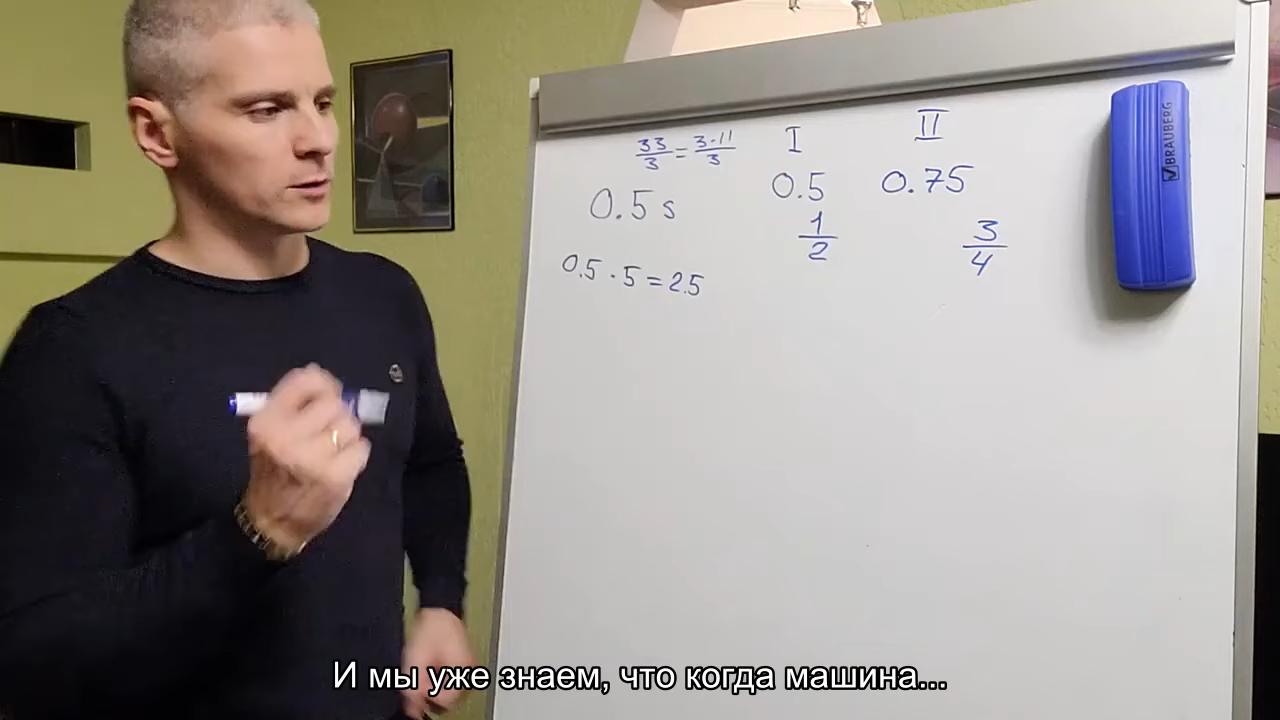 33/3 = 3·11/3
I
II
0.5 s
0.5
0.75
1/2
3/4
0.5 · 5 = 2.5
BRAUBERG
И мы уже знаем, что когда машина...